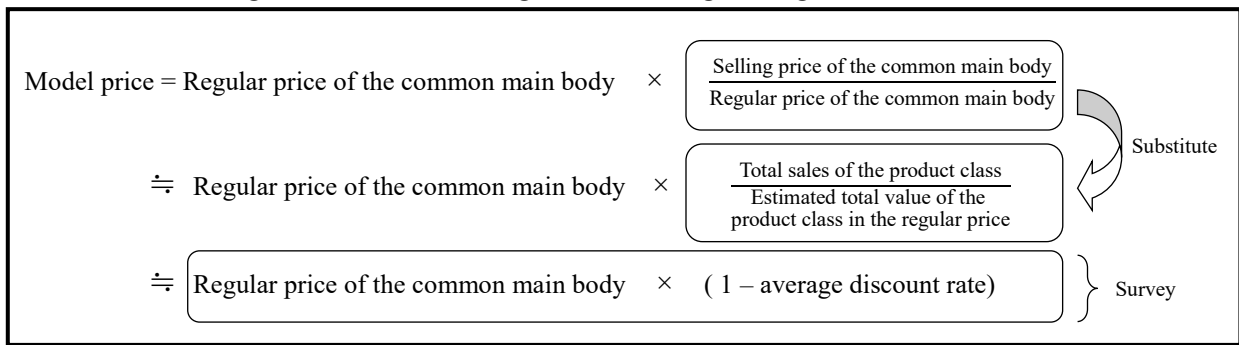 Model price = Regular price of the common main body × Selling price of the common main body
Regular price of the common main body
Substitute
≒ Regular price of the common main body × Total sales of the product class
Estimated total value of the
product class in the regular price
≒ Regular price of the common main body × ( 1 – average discount rate)
Survey